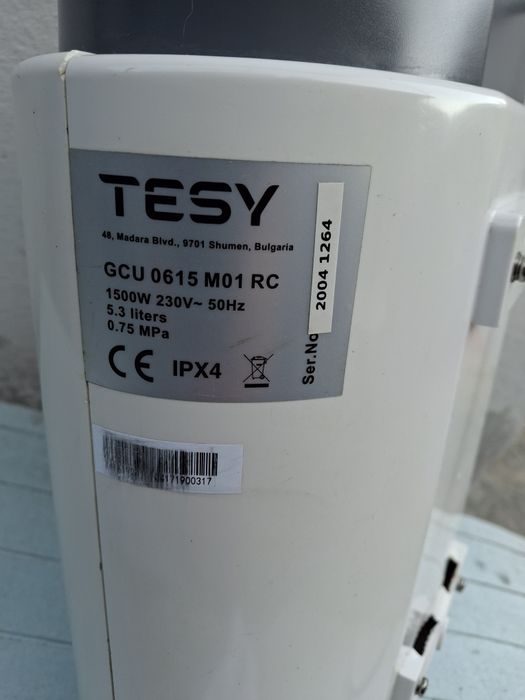 TESY
48, Madara Blvd., 9701 Shumen, Bulgaria
GCU 0615 M01 RC
1500W 230V~ 50Hz
5.3 liters
0.75 MPa
CE IPX4
Ser.No
2004 1264